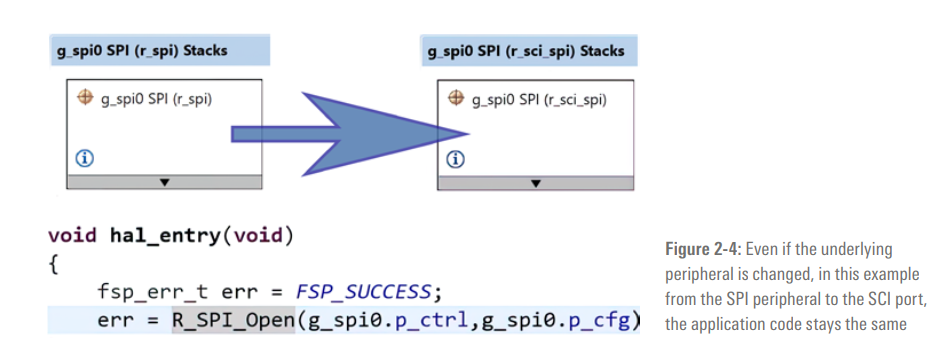 g_spi0 SPI (r_spi) Stacks
g_spi0 SPI (r_sci_spi) Stacks
g_spi0 SPI (r_spi)
g_spi0 SPI (r_sci_spi)
void hal_entry(void)
{
fsp_err_t err = FSP_SUCCESS;
err = R_SPI_Open(g_spi0.p_ctrl,g_spi0.p_cfg)
Figure 2-4: Even if the underlying
peripheral is changed, in this example
from the SPI peripheral to the SCI port,
the application code stays the same